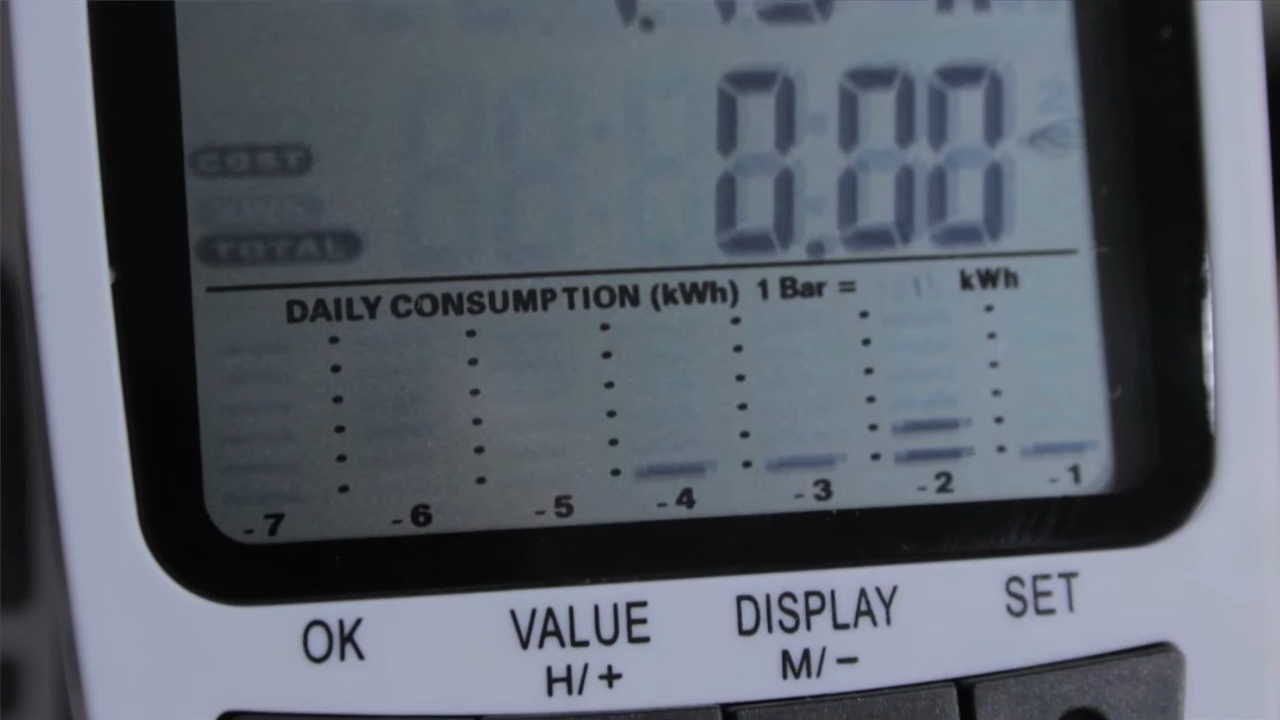 0.00
COST
TOTAL
DAILY CONSUMPTION (kWh) 1 Bar = 1 kWh
-7 -6 -5 -4 -3 -2 -1
OK VALUE DISPLAY SET
H/+ M/-